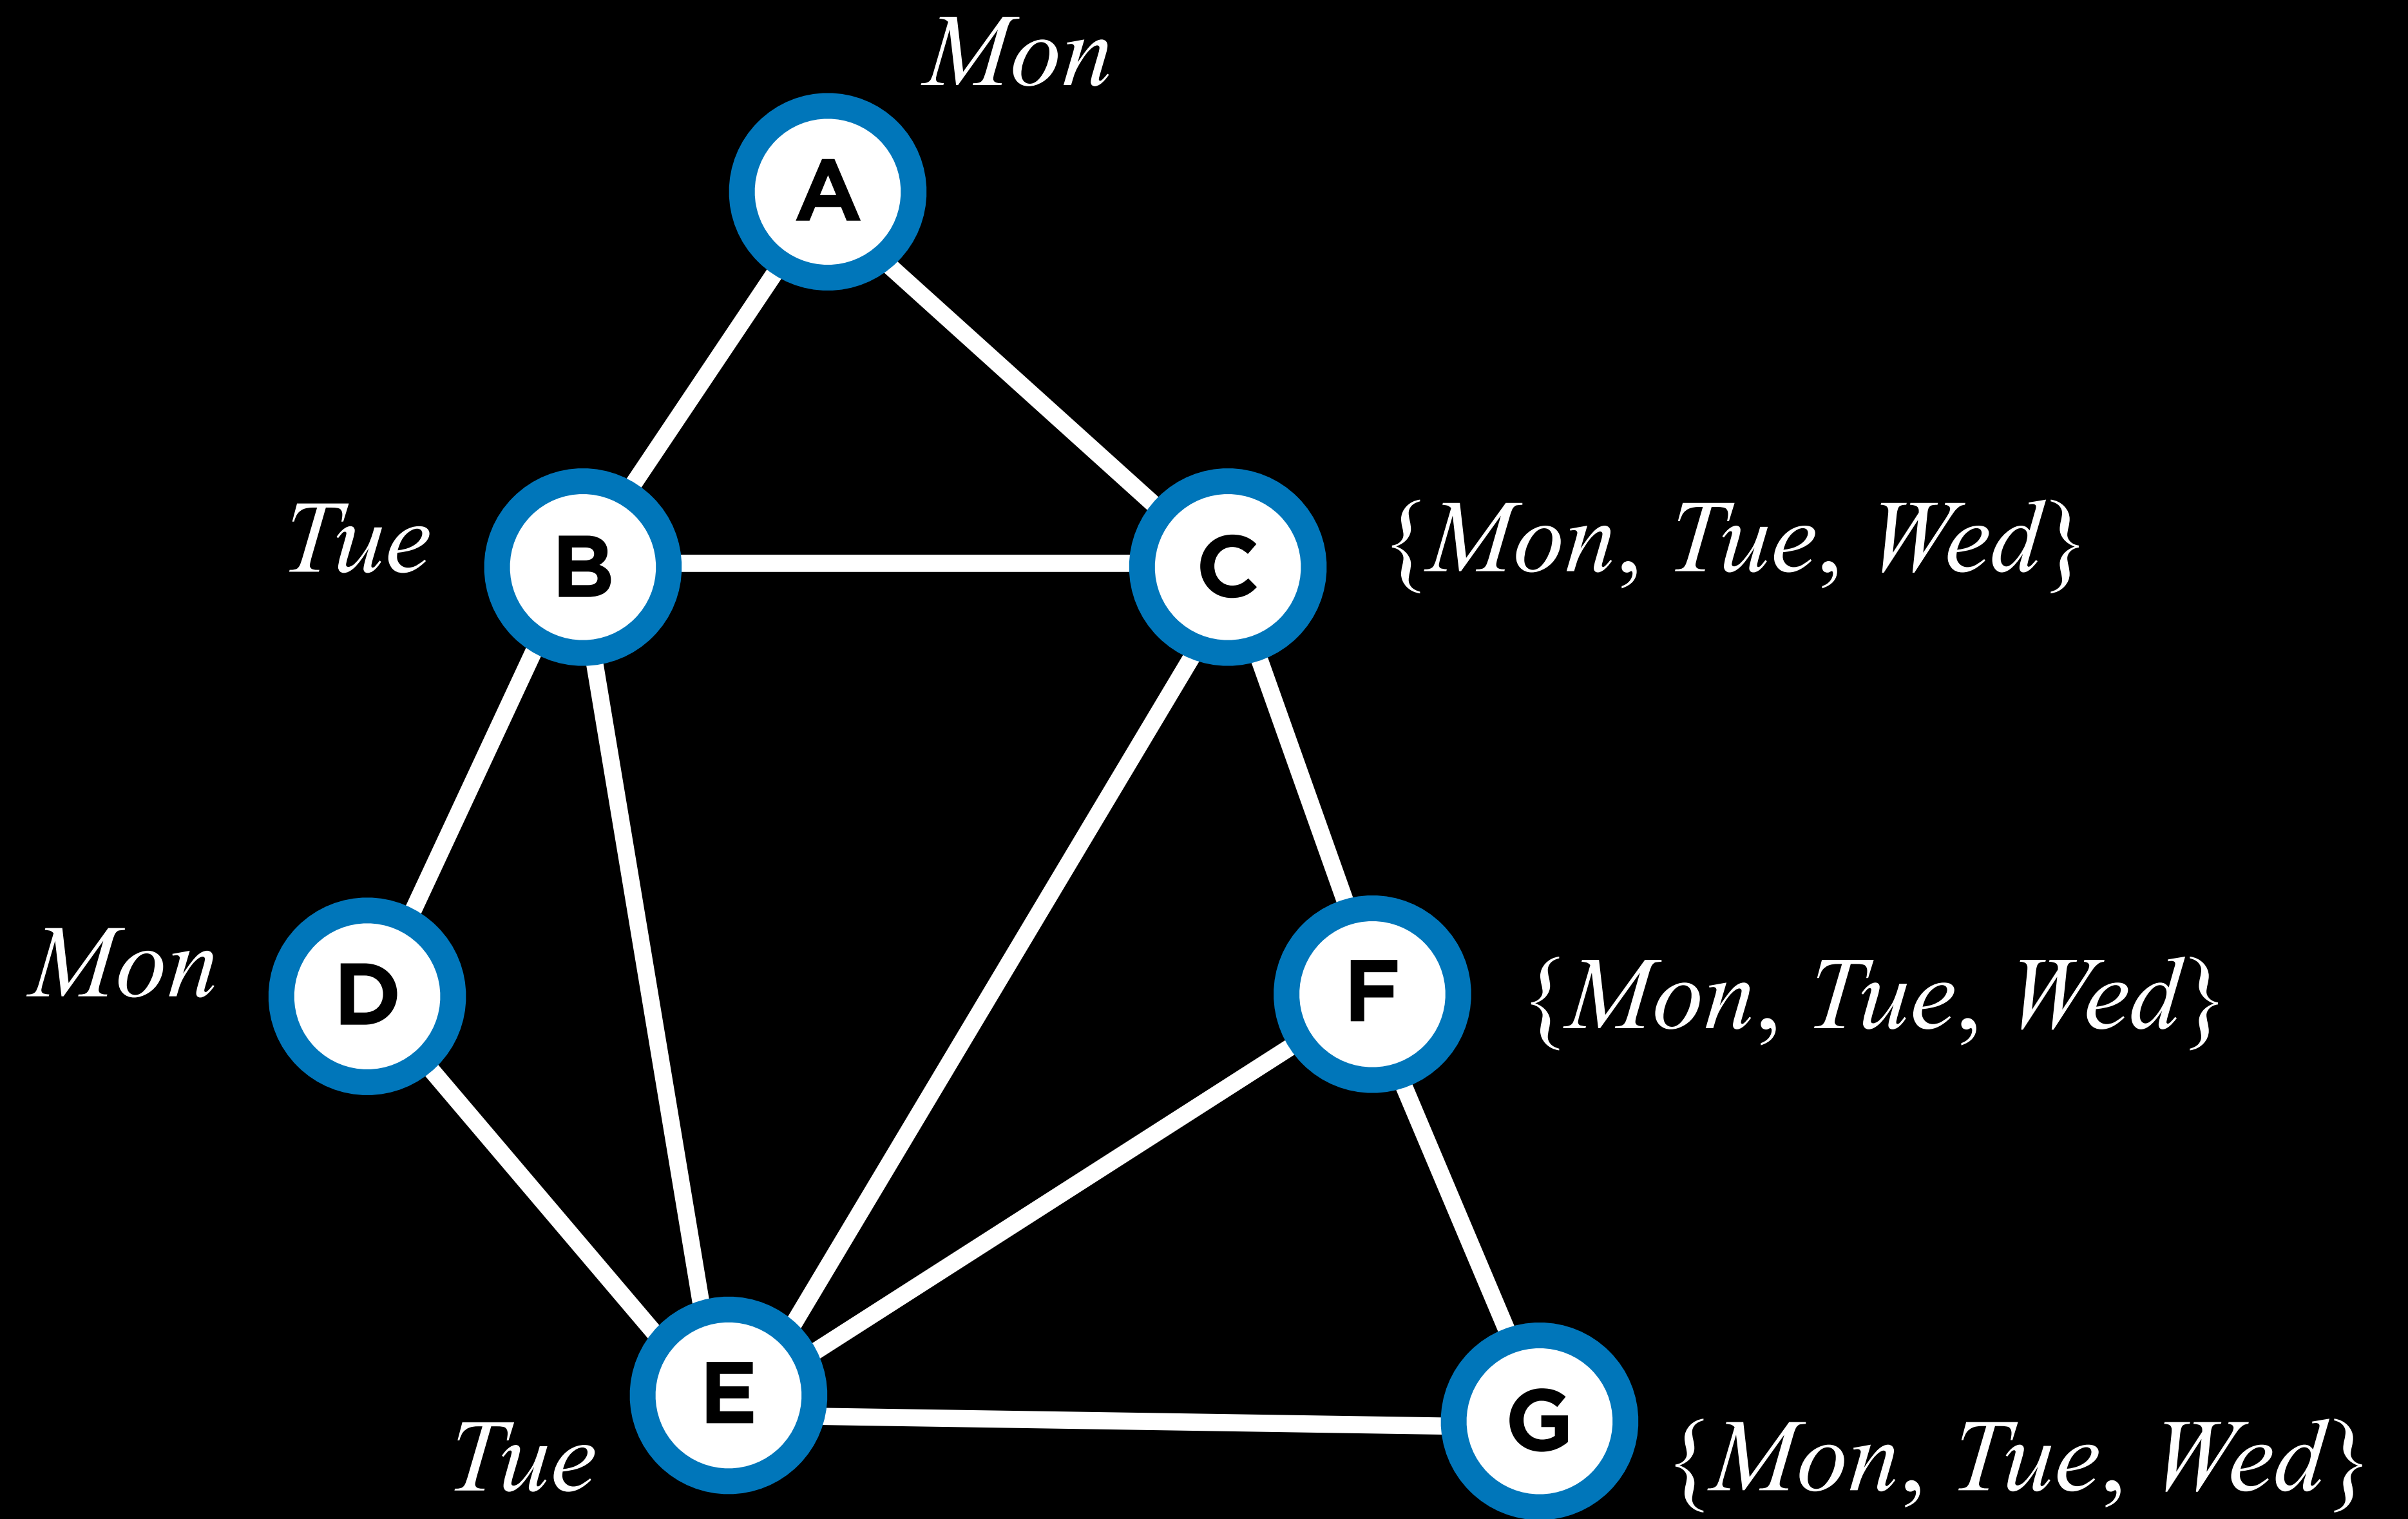 Mon
A
Tue
B
C
{Mon, Tue, Wed}
Mon
D
F
{Mon, Tue, Wed}
E
Tue
G
{Mon, Tue, Wed}